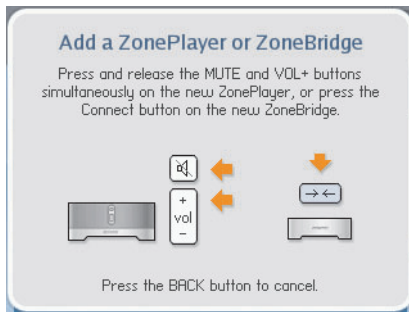 Add a ZonePlayer or ZoneBridge
Press and release the MUTE and VOL+ buttons
simultaneously on the new ZonePlayer, or press the
Connect button on the new ZoneBridge.
+
vol
−
Press the BACK button to cancel.